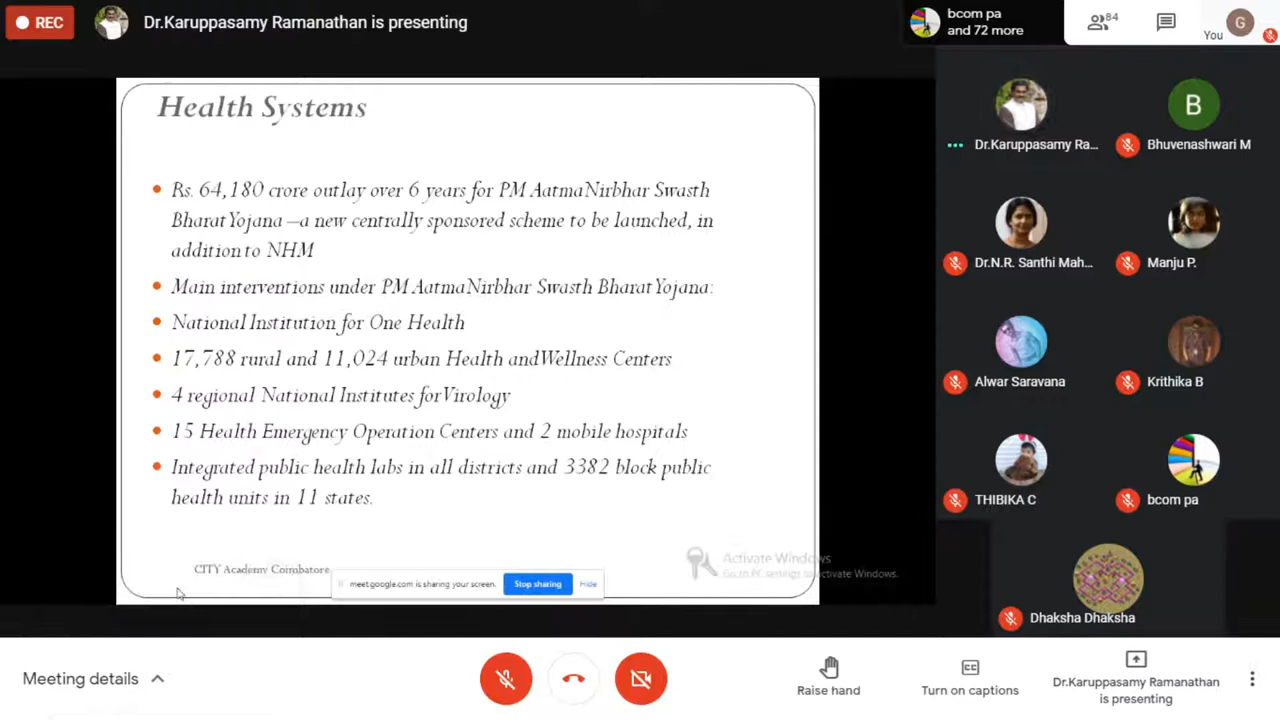 REC
Dr.Karuppasamy Ramanathan is presenting
bcom pa
and 72 more
84
You
G
Health Systems
Rs. 64,180 crore outlay over 6 years for PM AatmaNirbhar Swasth
Bharat Yojana –a new centrally sponsored scheme to be launched, in
addition to NHM
Main interventions under PM AatmaNirbhar Swasth Bharat Yojana:
National Institution for One Health
17,788 rural and 11,024 urban Health and Wellness Centers
4 regional National Institutes for Virology
15 Health Emergency Operation Centers and 2 mobile hospitals
Integrated public health labs in all districts and 3382 block public
health units in 11 states.
CITY Academy Coimbatore
meet.google.com is sharing your screen.
Stop sharing
Hide
Activate Windows
Go to PC settings to activate Windows.
Dr.Karuppasamy Ra...
B
Bhuvenashwari M
Dr.N.R. Santhi Mah...
Manju P.
Alwar Saravana
Krithika B
THIBIKA C
bcom pa
Dhaksha Dhaksha
Meeting details
Raise hand
Turn on captions
Dr.Karuppasamy Ramanathan
is presenting